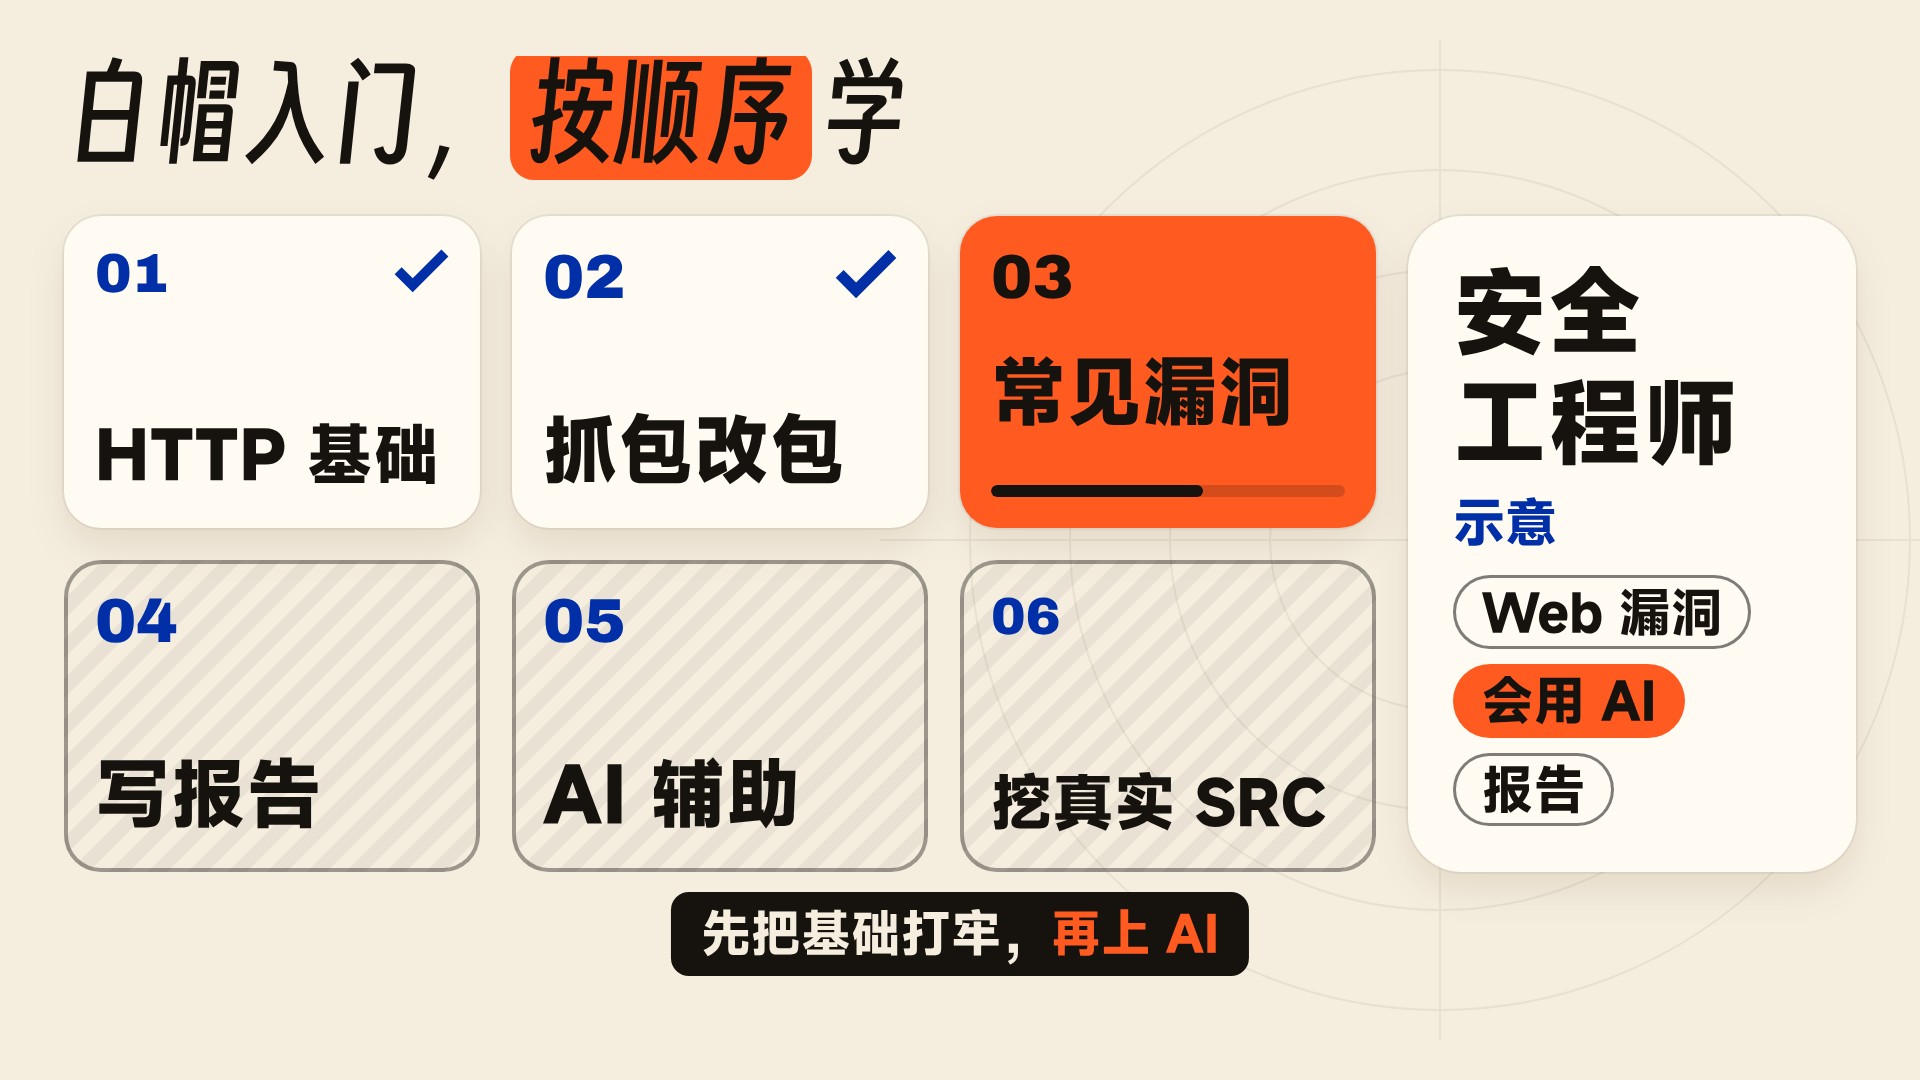 白帽入门，按顺序学
01
HTTP 基础
02
抓包改包
03
常见漏洞
04
写报告
05
AI 辅助
06
挖真实 SRC
安全
工程师
示意
Web 漏洞
会用 AI
报告
先把基础打牢，再上 AI